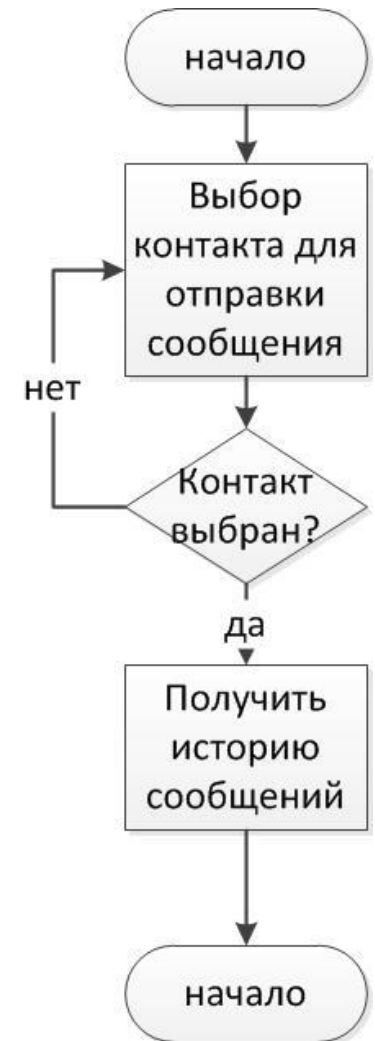 начало
Выбор
контакта для
отправки
сообщения
нет
Контакт
выбран?
да
Получить
историю
сообщений
начало